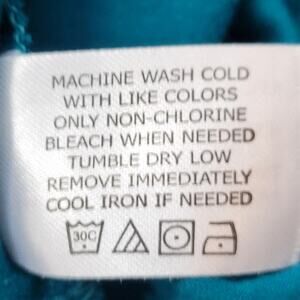 MACHINE WASH COLD
WITH LIKE COLORS
ONLY NON-CHLORINE
BLEACH WHEN NEEDED
TUMBLE DRY LOW
REMOVE IMMEDIATELY
COOL IRON IF NEEDED
30C